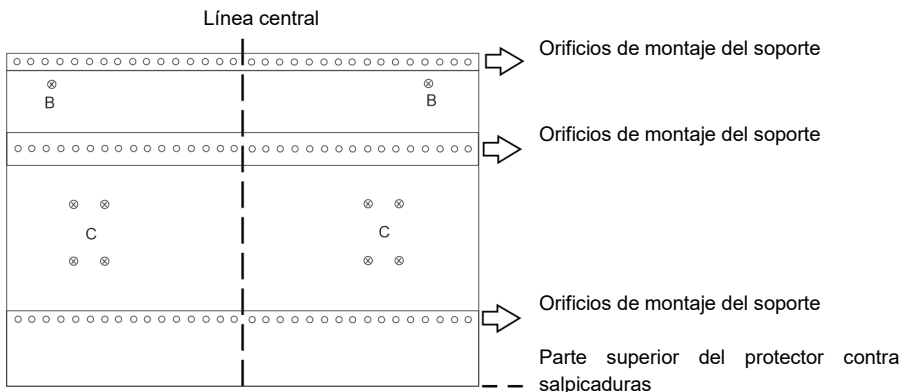 Línea central
Orificios de montaje del soporte
B
B
Orificios de montaje del soporte
C
C
Orificios de montaje del soporte
Parte superior del protector contra
salpicaduras